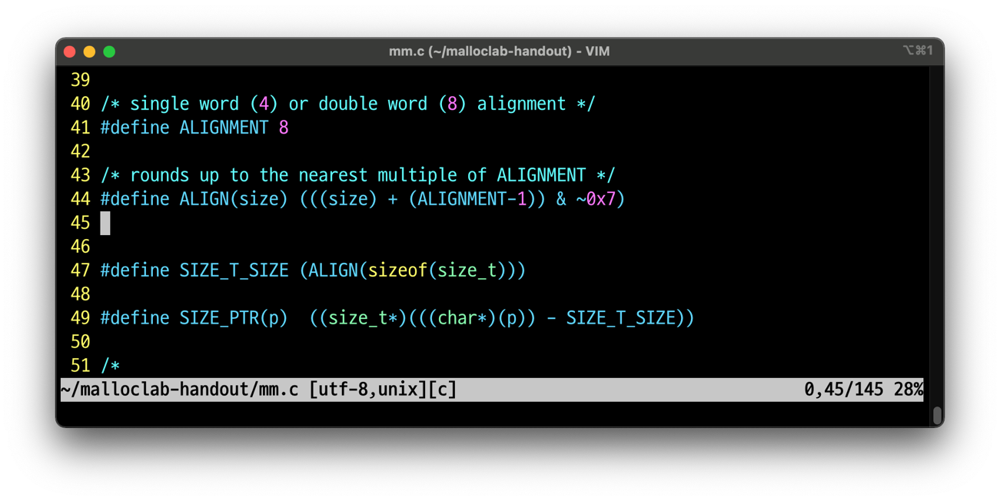 mm.c (~/malloclab-handout) - VIM
⌥⌘1
39
40 /* single word (4) or double word (8) alignment */
41 #define ALIGNMENT 8
42
43 /* rounds up to the nearest multiple of ALIGNMENT */
44 #define ALIGN(size) (((size) + (ALIGNMENT-1)) & ~0x7)
45
46
47 #define SIZE_T_SIZE (ALIGN(sizeof(size_t)))
48
49 #define SIZE_PTR(p)  ((size_t*)(((char*)(p)) - SIZE_T_SIZE))
50
51 /*
~/malloclab-handout/mm.c [utf-8,unix][c] 0,45/145 28%